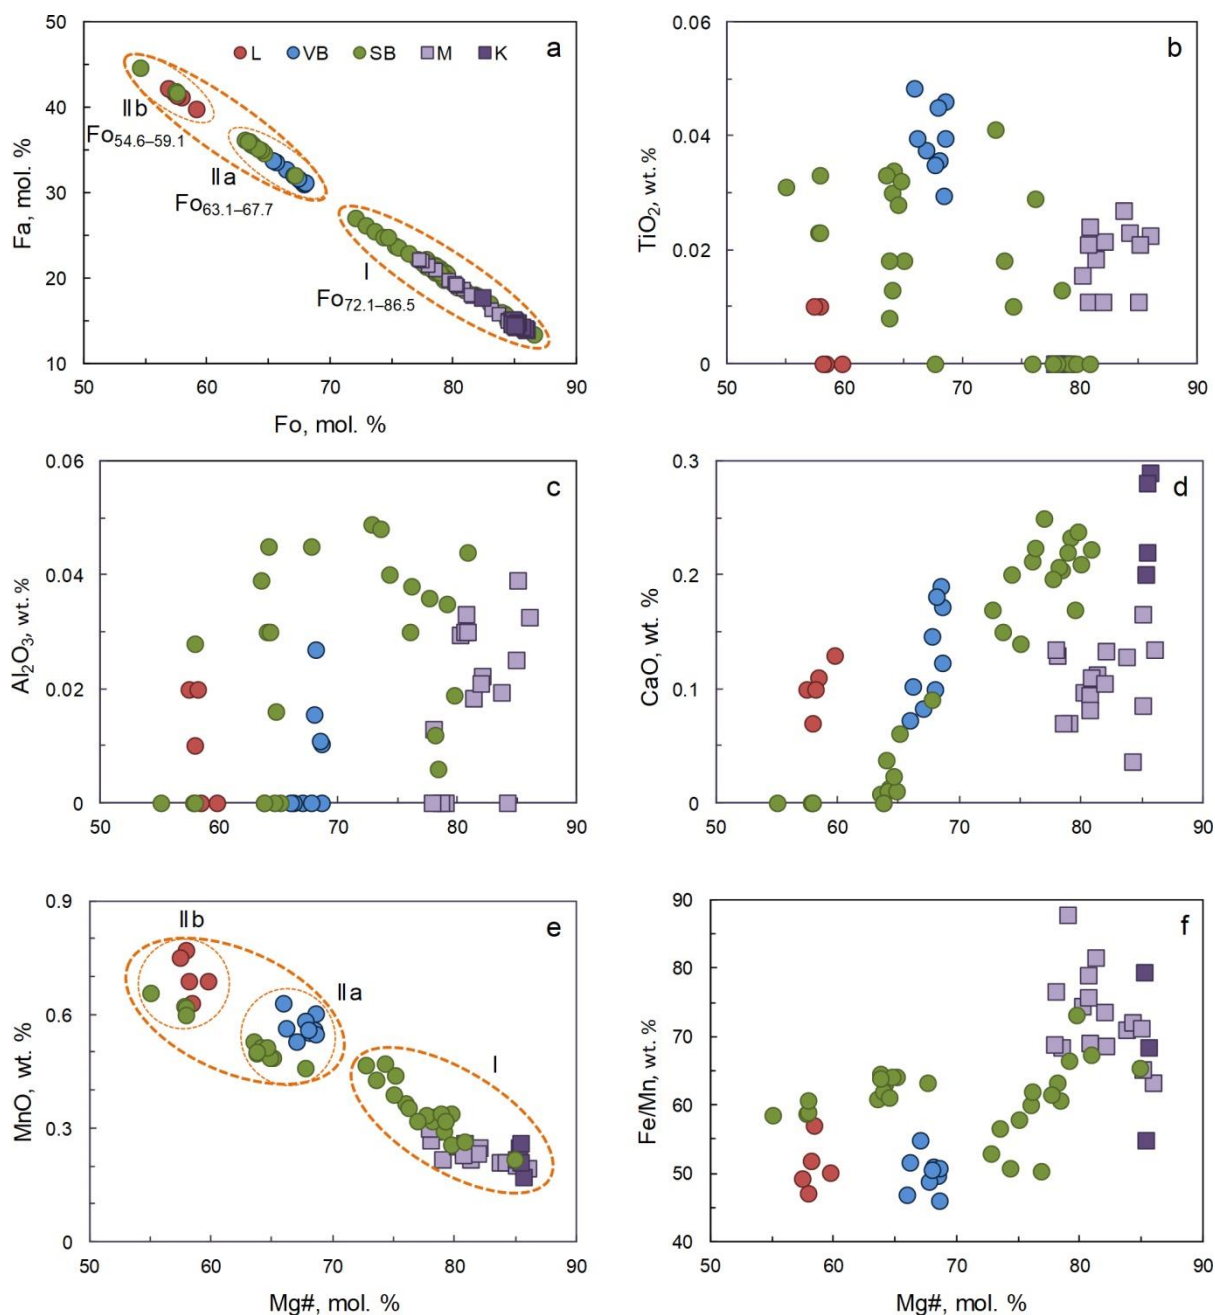 a
L VB SB M K
50
40
30
20
10
Fa, mol. %
IIb
Fo54.6–59.1
IIa
Fo63.1–67.7
I
Fo72.1–86.5
50 60 70 80 90
Fo, mol. %
b
0.06
0.04
0.02
0
TiO2, wt. %
50 60 70 80 90
c
0.06
0.04
0.02
0
Al2O3, wt. %
50 60 70 80 90
d
0.3
0.2
0.1
0
CaO, wt. %
50 60 70 80 90
e
0.9
0.6
0.3
0
MnO, wt. %
IIb
IIa
I
50 60 70 80 90
Mg#, mol. %
f
90
80
70
60
50
40
Fe/Mn, wt. %
50 60 70 80 90
Mg#, mol. %